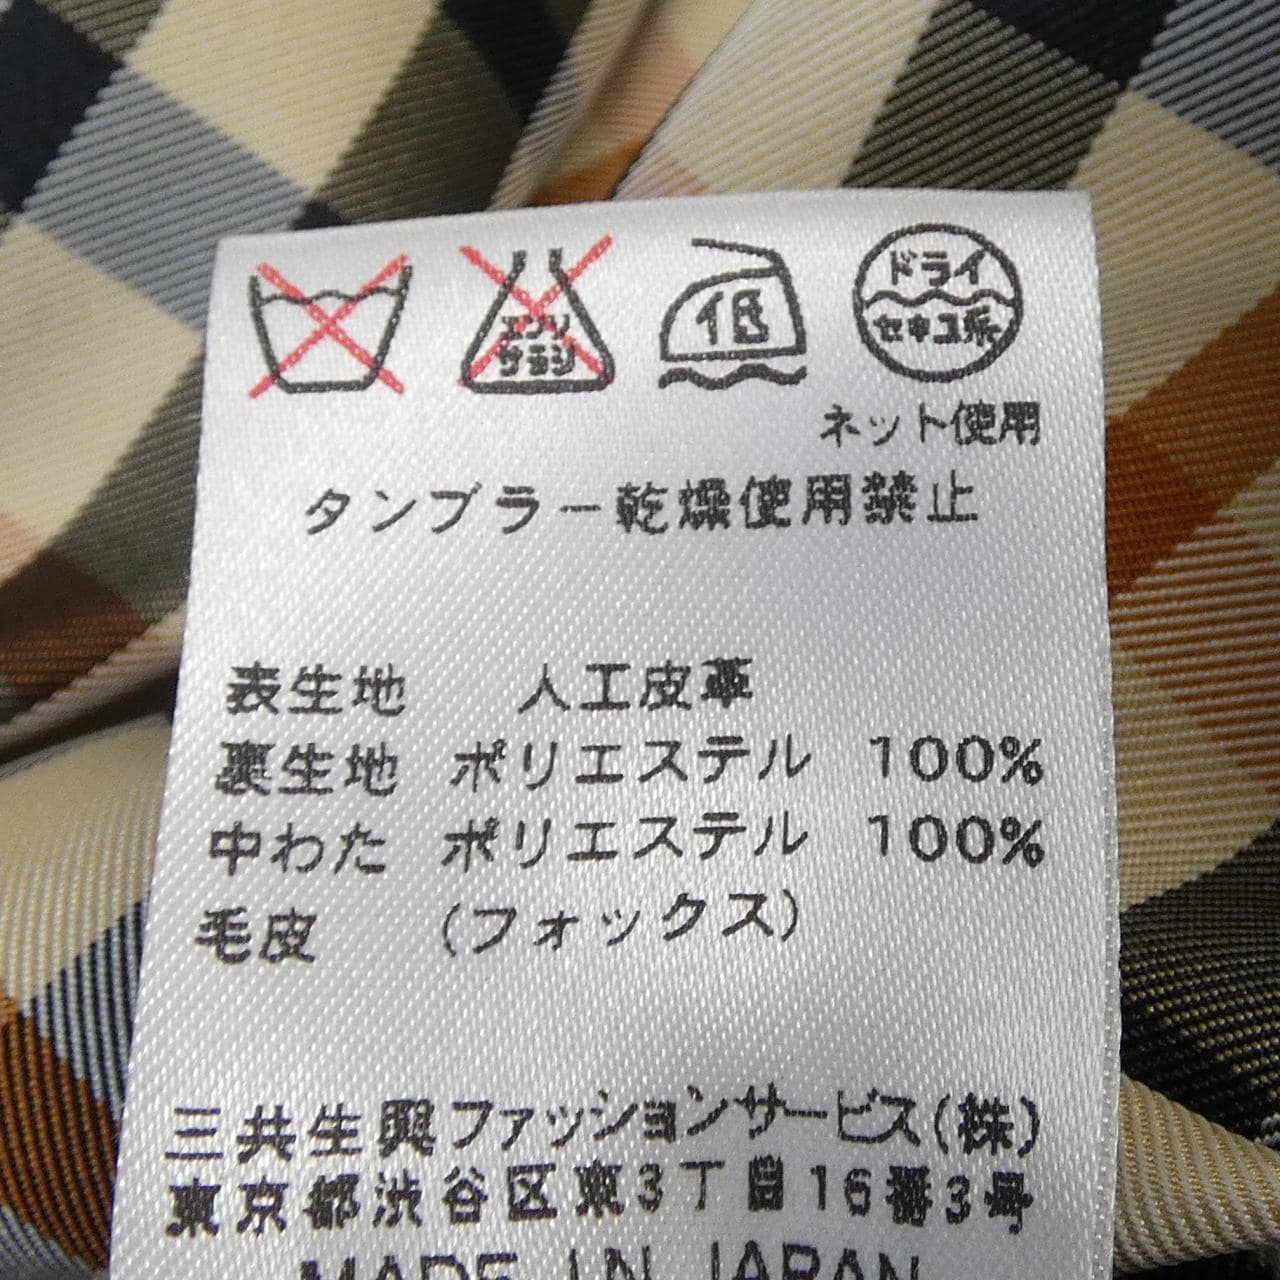 エンソ
サラシ
低
ドライ
セキユ系
ネット使用
タンブラー乾燥使用禁止
表生地 人工皮革
裏生地 ポリエステル 100%
中わた ポリエステル 100%
毛皮 (フォックス)
三共生興ファッションサービス(株)
東京都渋谷区東3丁目16番3号
MADE IN JAPAN